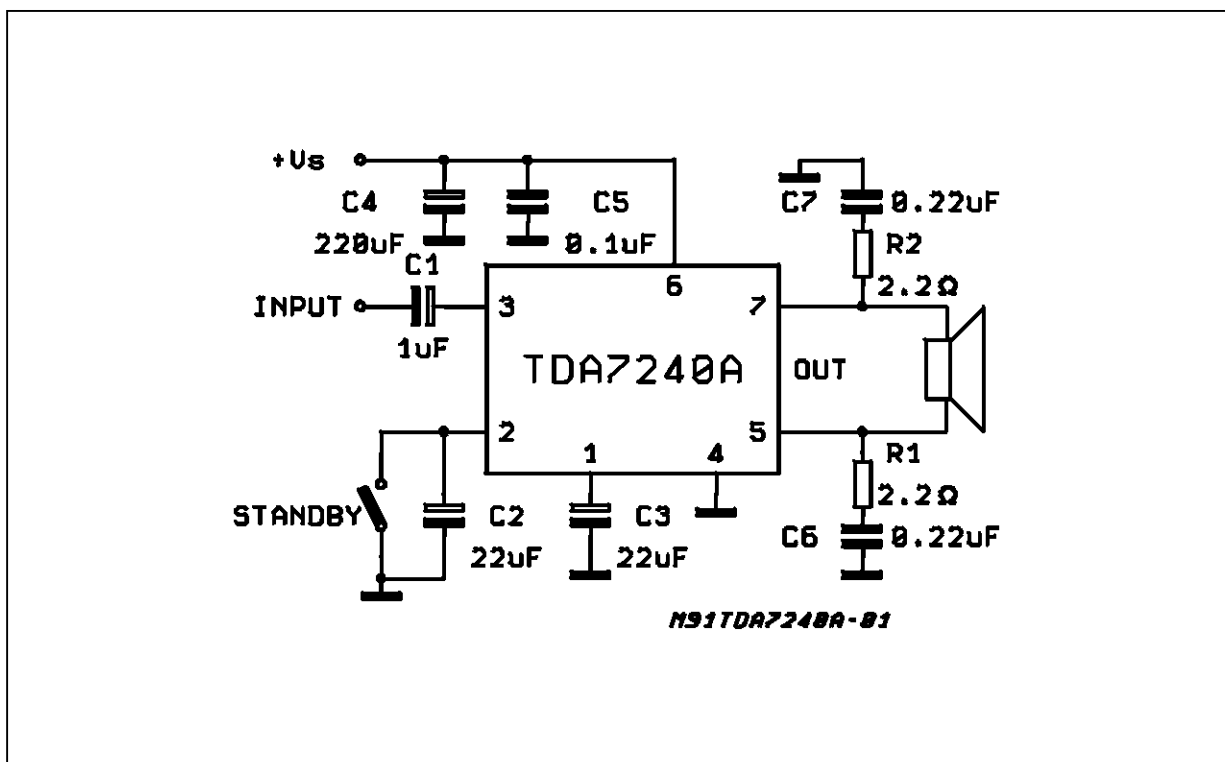 +Vs
C4
220uF
C5
0.1uF
C7
0.22uF
R2
2.2Ω
C1
INPUT
1uF
3
6
7
TDA7240A
OUT
2
1
4
5
STANDBY
C2
22uF
C3
22uF
R1
2.2Ω
C6
0.22uF
M91TDA7240A-01